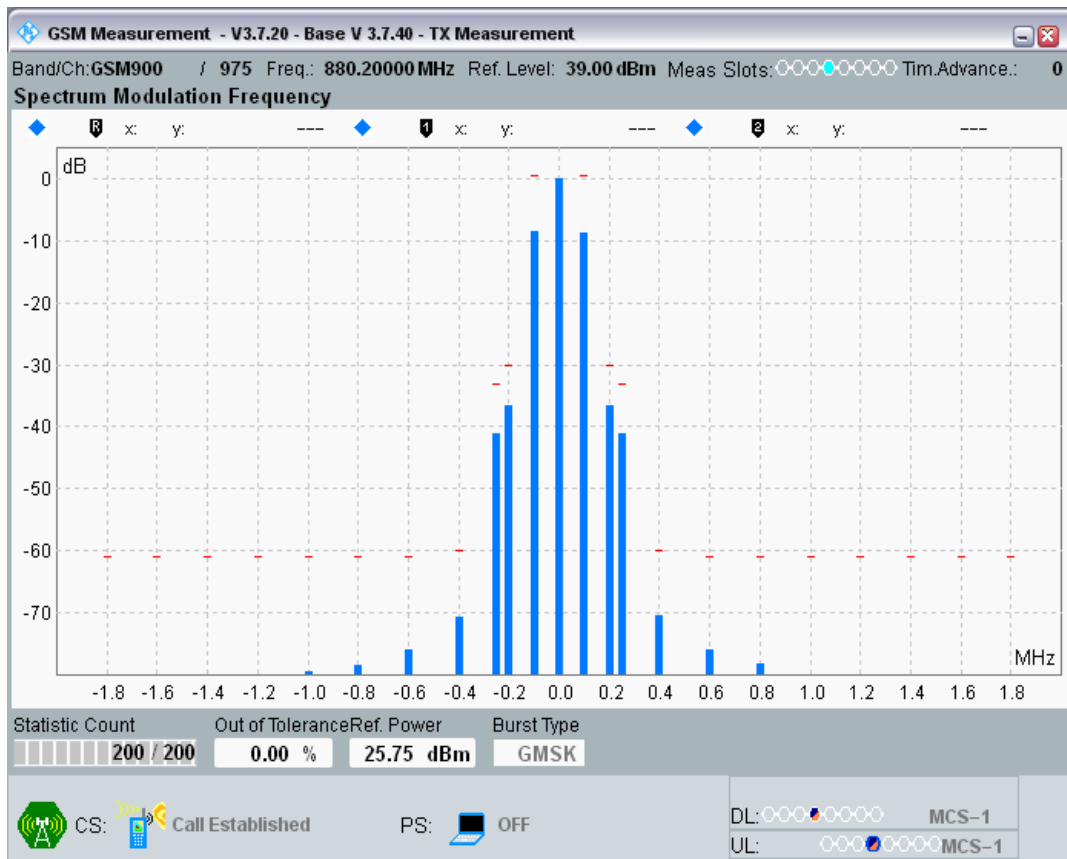 GSM Measurement - V3.7.20 - Base V 3.7.40 - TX Measurement
Band/Ch:GSM900 / 975 Freq.: 880.20000 MHz Ref. Level: 39.00 dBm Meas Slots: Tim.Advance.: 0
Spectrum Modulation Frequency
R x: y: --- 1 x: y: --- 2 x: y: ---
dB
0
-10
-20
-30
-40
-50
-60
-70
MHz
-1.8 -1.6 -1.4 -1.2 -1.0 -0.8 -0.6 -0.4 -0.2 0.0 0.2 0.4 0.6 0.8 1.0 1.2 1.4 1.6 1.8
Statistic Count Out of Tolerance Ref. Power Burst Type
200 / 200 0.00 % 25.75 dBm GMSK
CS: Call Established PS: OFF
DL: MCS-1
UL: MCS-1